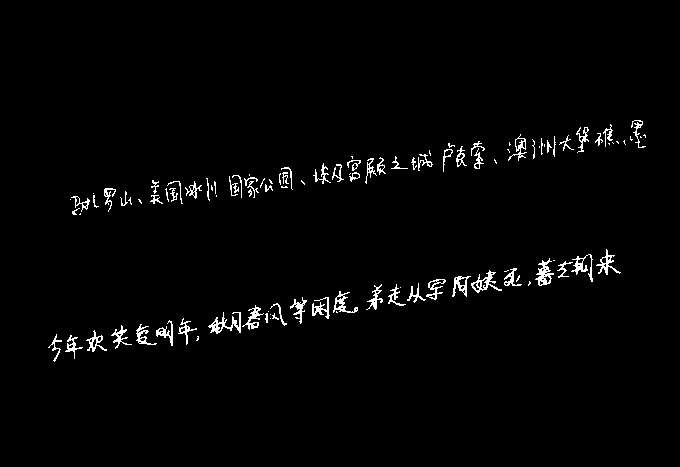 驼罗山、美国冰川国家公园、埃及宫殿之城卢克索、澳洲大堡礁、墨
今年欢笑复明年,秋月春风等闲度。弟走从军阿姨死,暮去朝来